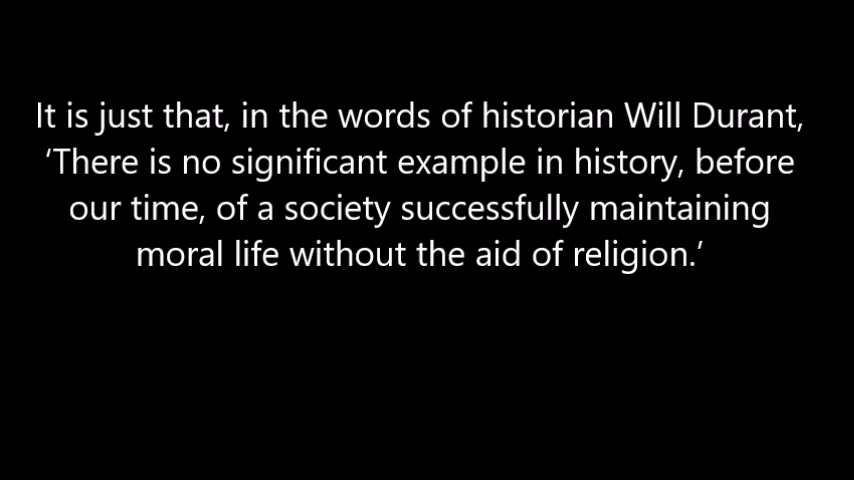 It is just that, in the words of historian Will Durant,
‘There is no significant example in history, before
our time, of a society successfully maintaining
moral life without the aid of religion.’